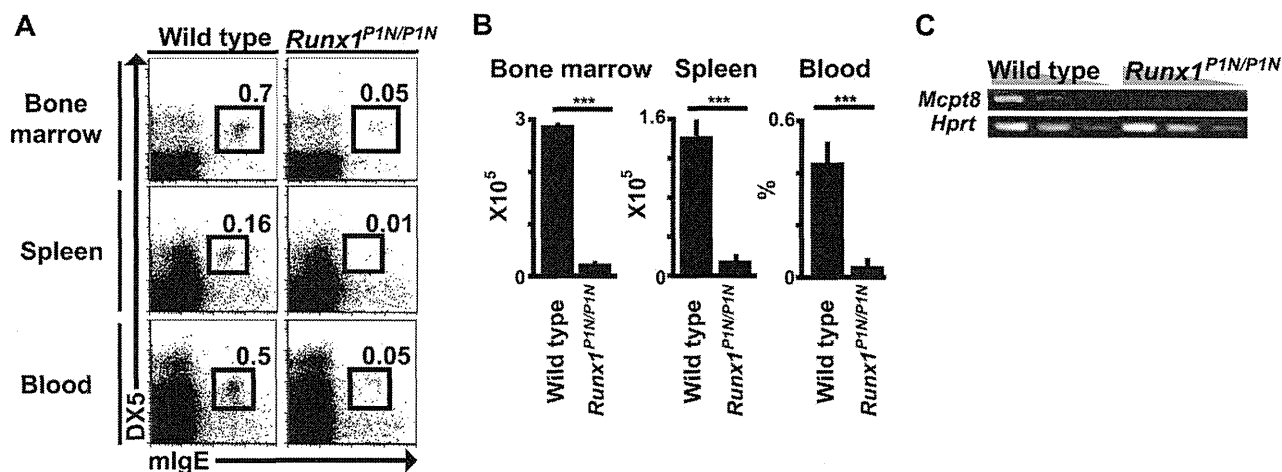 A
Wild type
Runx1P1N/P1N
Bone marrow
0.7
0.05
Spleen
0.16
0.01
Blood
0.5
0.05
DX5
mIgE
B
Bone marrow
Spleen
Blood
***
***
***
3
0
X10⁵
1.6
0
X10⁵
0.6
0
%
Wild type
Runx1P1N/P1N
Wild type
Runx1P1N/P1N
Wild type
Runx1P1N/P1N
C
Wild type
Runx1P1N/P1N
Mcpt8
Hprt